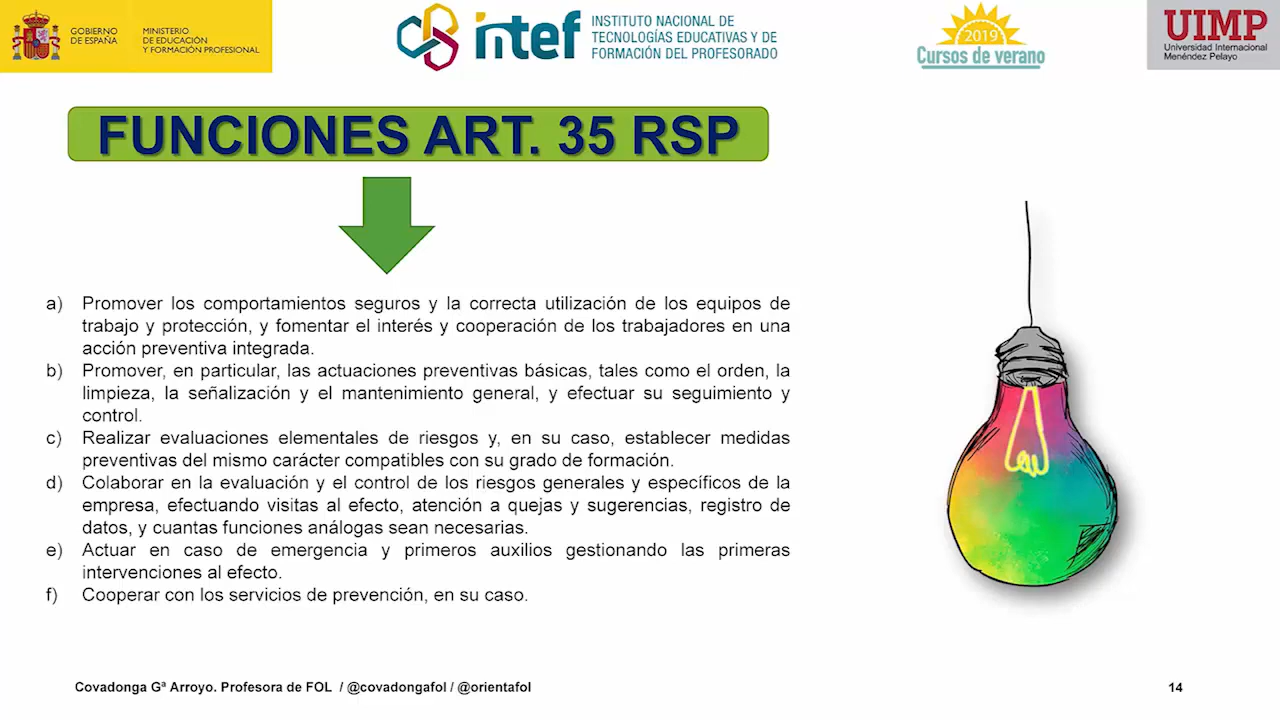 GOBIERNO
DE ESPAÑA
MINISTERIO
DE EDUCACIÓN
Y FORMACIÓN PROFESIONAL
intef
INSTITUTO NACIONAL DE
TECNOLOGÍAS EDUCATIVAS Y DE
FORMACIÓN DEL PROFESORADO
2019
Cursos de verano
UIMP
Universidad Internacional
Menéndez Pelayo
FUNCIONES ART. 35 RSP
a) Promover los comportamientos seguros y la correcta utilización de los equipos de
trabajo y protección, y fomentar el interés y cooperación de los trabajadores en una
acción preventiva integrada.
b) Promover, en particular, las actuaciones preventivas básicas, tales como el orden, la
limpieza, la señalización y el mantenimiento general, y efectuar su seguimiento y
control.
c) Realizar evaluaciones elementales de riesgos y, en su caso, establecer medidas
preventivas del mismo carácter compatibles con su grado de formación.
d) Colaborar en la evaluación y el control de los riesgos generales y específicos de la
empresa, efectuando visitas al efecto, atención a quejas y sugerencias, registro de
datos, y cuantas funciones análogas sean necesarias.
e) Actuar en caso de emergencia y primeros auxilios gestionando las primeras
intervenciones al efecto.
f) Cooperar con los servicios de prevención, en su caso.
Covadonga Gª Arroyo. Profesora de FOL / @covadongafol / @orientafol
14